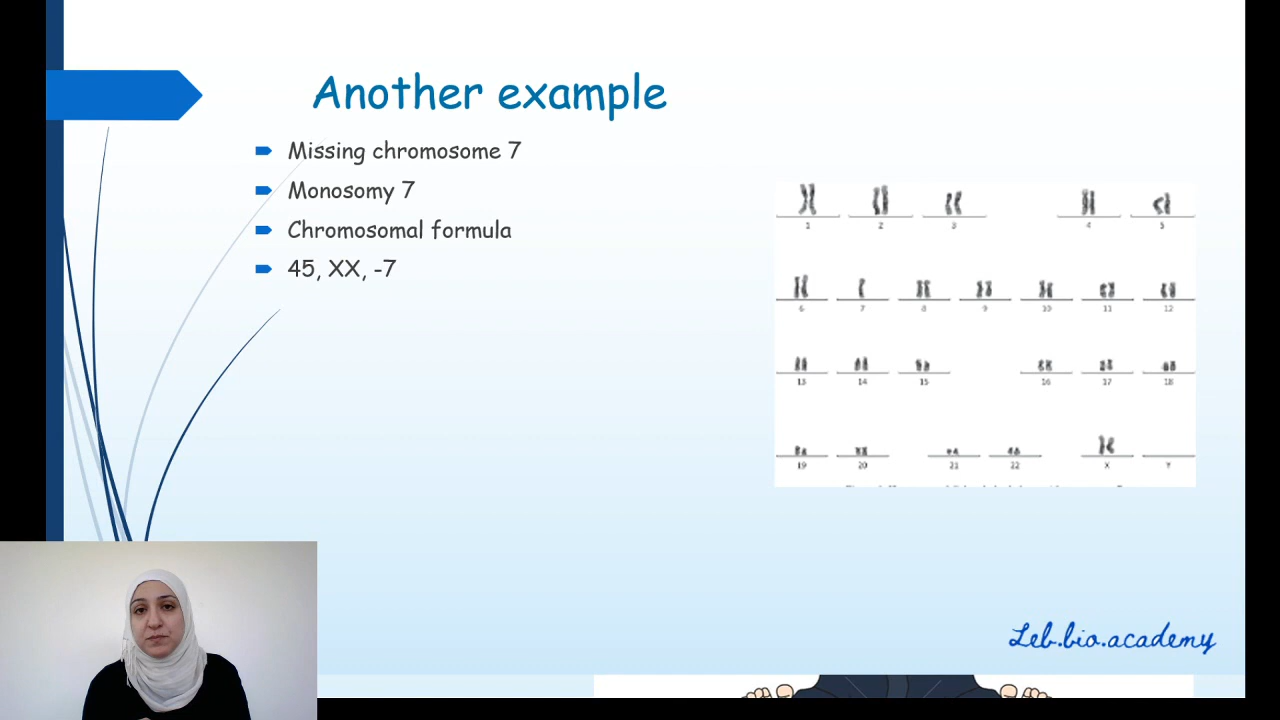 Another example
Missing chromosome 7
Monosomy 7
Chromosomal formula
45, XX, -7
1 2 3 4 5
6 7 8 9 10 11 12
13 14 15 16 17 18
19 20 21 22 X Y
Leb.bio.academy